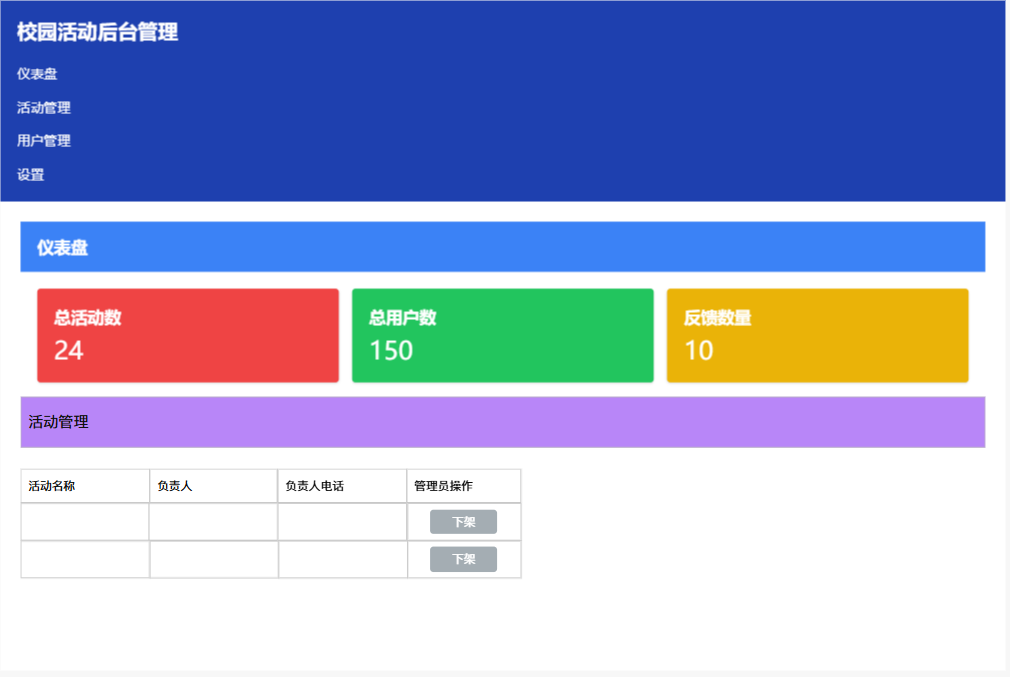 校园活动后台管理
仪表盘
活动管理
用户管理
设置
仪表盘
总活动数 总用户数 反馈数量
24 150 10
活动管理
活动名称 负责人 负责人电话 管理员操作
下架
下架